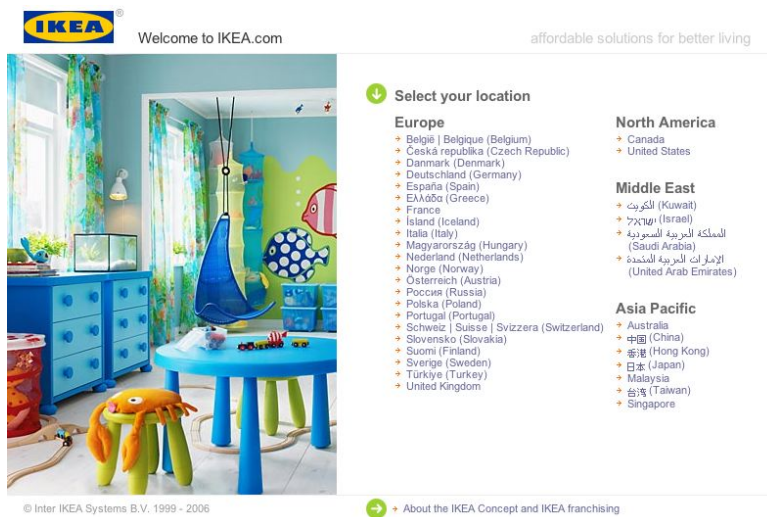 IKEA®
Welcome to IKEA.com
affordable solutions for better living
Select your location
Europe
België | Belgique (Belgium)
Česká republika (Czech Republic)
Danmark (Denmark)
Deutschland (Germany)
España (Spain)
Ελλάδα (Greece)
France
Ísland (Iceland)
Italia (Italy)
Magyarország (Hungary)
Nederland (Netherlands)
Norge (Norway)
Österreich (Austria)
Россия (Russia)
Polska (Poland)
Portugal (Portugal)
Schweiz | Suisse | Svizzera (Switzerland)
Slovensko (Slovakia)
Suomi (Finland)
Sverige (Sweden)
Türkiye (Turkey)
United Kingdom
North America
Canada
United States
Middle East
الكويت (Kuwait)
ישראל (Israel)
المملكة العربية السعودية
(Saudi Arabia)
الإمارات العربية المتحدة
(United Arab Emirates)
Asia Pacific
Australia
中国 (China)
香港 (Hong Kong)
日本 (Japan)
Malaysia
台湾 (Taiwan)
Singapore
© Inter IKEA Systems B.V. 1999 - 2006
About the IKEA Concept and IKEA franchising